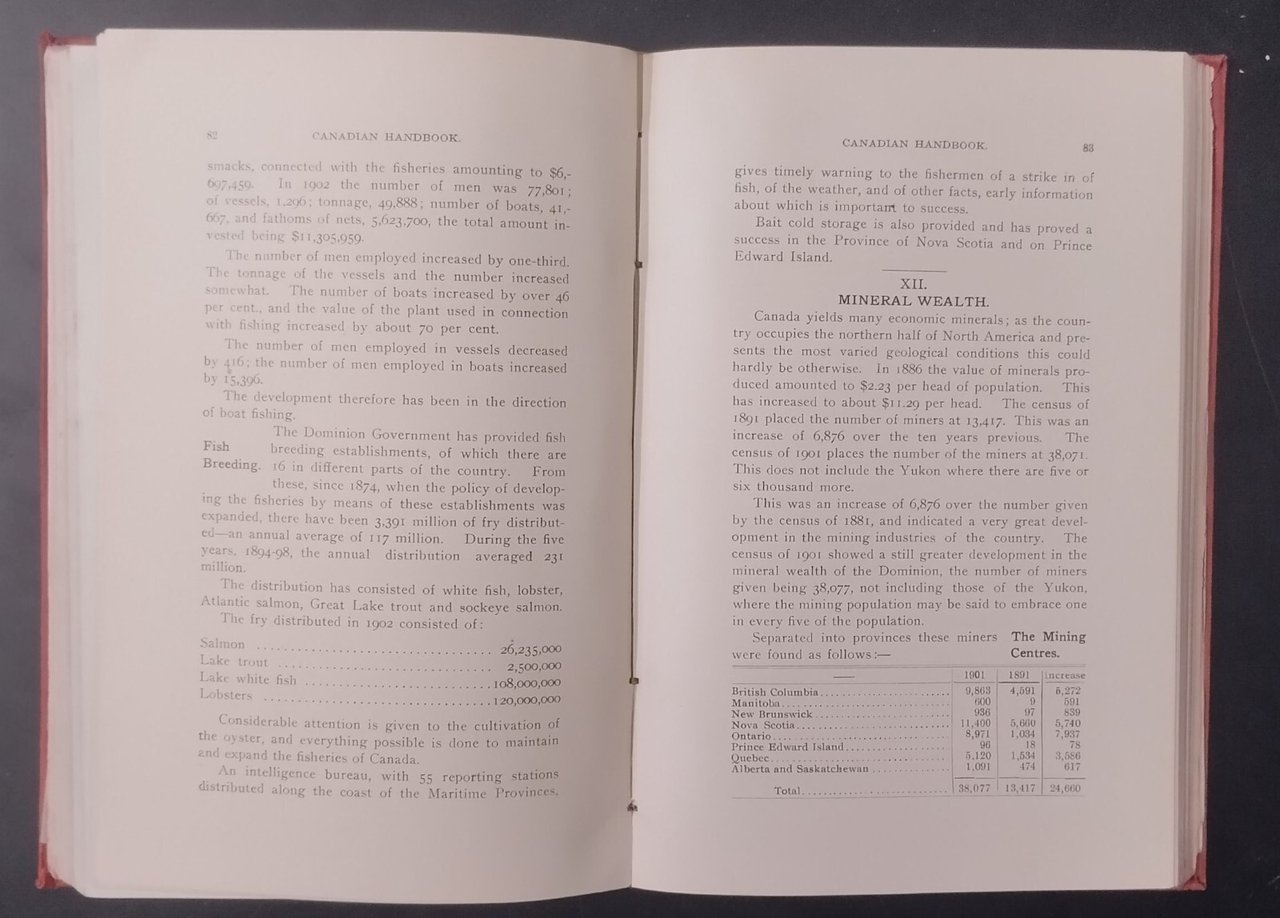 82
CANADIAN HANDBOOK.
smacks, connected with the fisheries amounting to $6,-
697,459. In 1902 the number of men was 77,801;
of vessels, 1,296; tonnage, 49,888; number of boats, 41,-
667, and fathoms of nets, 5,623,700, the total amount in-
vested being $11,305,959.
The number of men employed increased by one-third.
The tonnage of the vessels and the number increased
somewhat. The number of boats increased by over 46
per cent., and the value of the plant used in connection
with fishing increased by about 70 per cent.
The number of men employed in vessels decreased
by 416; the number of men employed in boats increased
by 15,396.
The development therefore has been in the direction
of boat fishing.
Fish Breeding.
The Dominion Government has provided fish
breeding establishments, of which there are
16 in different parts of the country. From
these, since 1874, when the policy of develop-
ing the fisheries by means of these establishments was
expanded, there have been 3,391 million of fry distribut-
ed—an annual average of 117 million. During the five
years, 1894-98, the annual distribution averaged 231
million.
The distribution has consisted of white fish, lobster,
Atlantic salmon, Great Lake trout and sockeye salmon.
The fry distributed in 1902 consisted of:
Salmon ................................ 26,235,000
Lake trout ............................. 2,500,000
Lake white fish .........................108,000,000
Lobsters ...............................120,000,000
Considerable attention is given to the cultivation of
the oyster, and everything possible is done to maintain
and expand the fisheries of Canada.
An intelligence bureau, with 55 reporting stations
distributed along the coast of the Maritime Provinces,
CANADIAN HANDBOOK.
83
gives timely warning to the fishermen of a strike in of
fish, of the weather, and of other facts, early information
about which is important to success.
Bait cold storage is also provided and has proved a
success in the Province of Nova Scotia and on Prince
Edward Island.
XII.
MINERAL WEALTH.
Canada yields many economic minerals; as the coun-
try occupies the northern half of North America and pre-
sents the most varied geological conditions this could
hardly be otherwise. In 1886 the value of minerals pro-
duced amounted to $2.23 per head of population. This
has increased to about $11.29 per head. The census of
1891 placed the number of miners at 13,417. This was an
increase of 6,876 over the ten years previous. The
census of 1901 places the number of the miners at 38,071.
This does not include the Yukon where there are five or
six thousand more.
This was an increase of 6,876 over the number given
by the census of 1881, and indicated a very great devel-
opment in the mining industries of the country. The
census of 1901 showed a still greater development in the
mineral wealth of the Dominion, the number of miners
given being 38,077, not including those of the Yukon,
where the mining population may be said to embrace one
in every five of the population.
Separated into provinces these miners The Mining
were found as follows:— Centres.
— 1901 1891 Increase
British Columbia........................ 9,863 4,591 5,272
Manitoba............................... 600 9 591
New Brunswick......................... 936 97 839
Nova Scotia............................ 11,400 5,660 5,740
Ontario................................ 8,971 1,034 7,937
Prince Edward Island................... 96 18 78
Quebec................................ 5,120 1,534 3,586
Alberta and Saskatchewan.............. 1,091 474 617
Total........................... 38,077 13,417 24,660